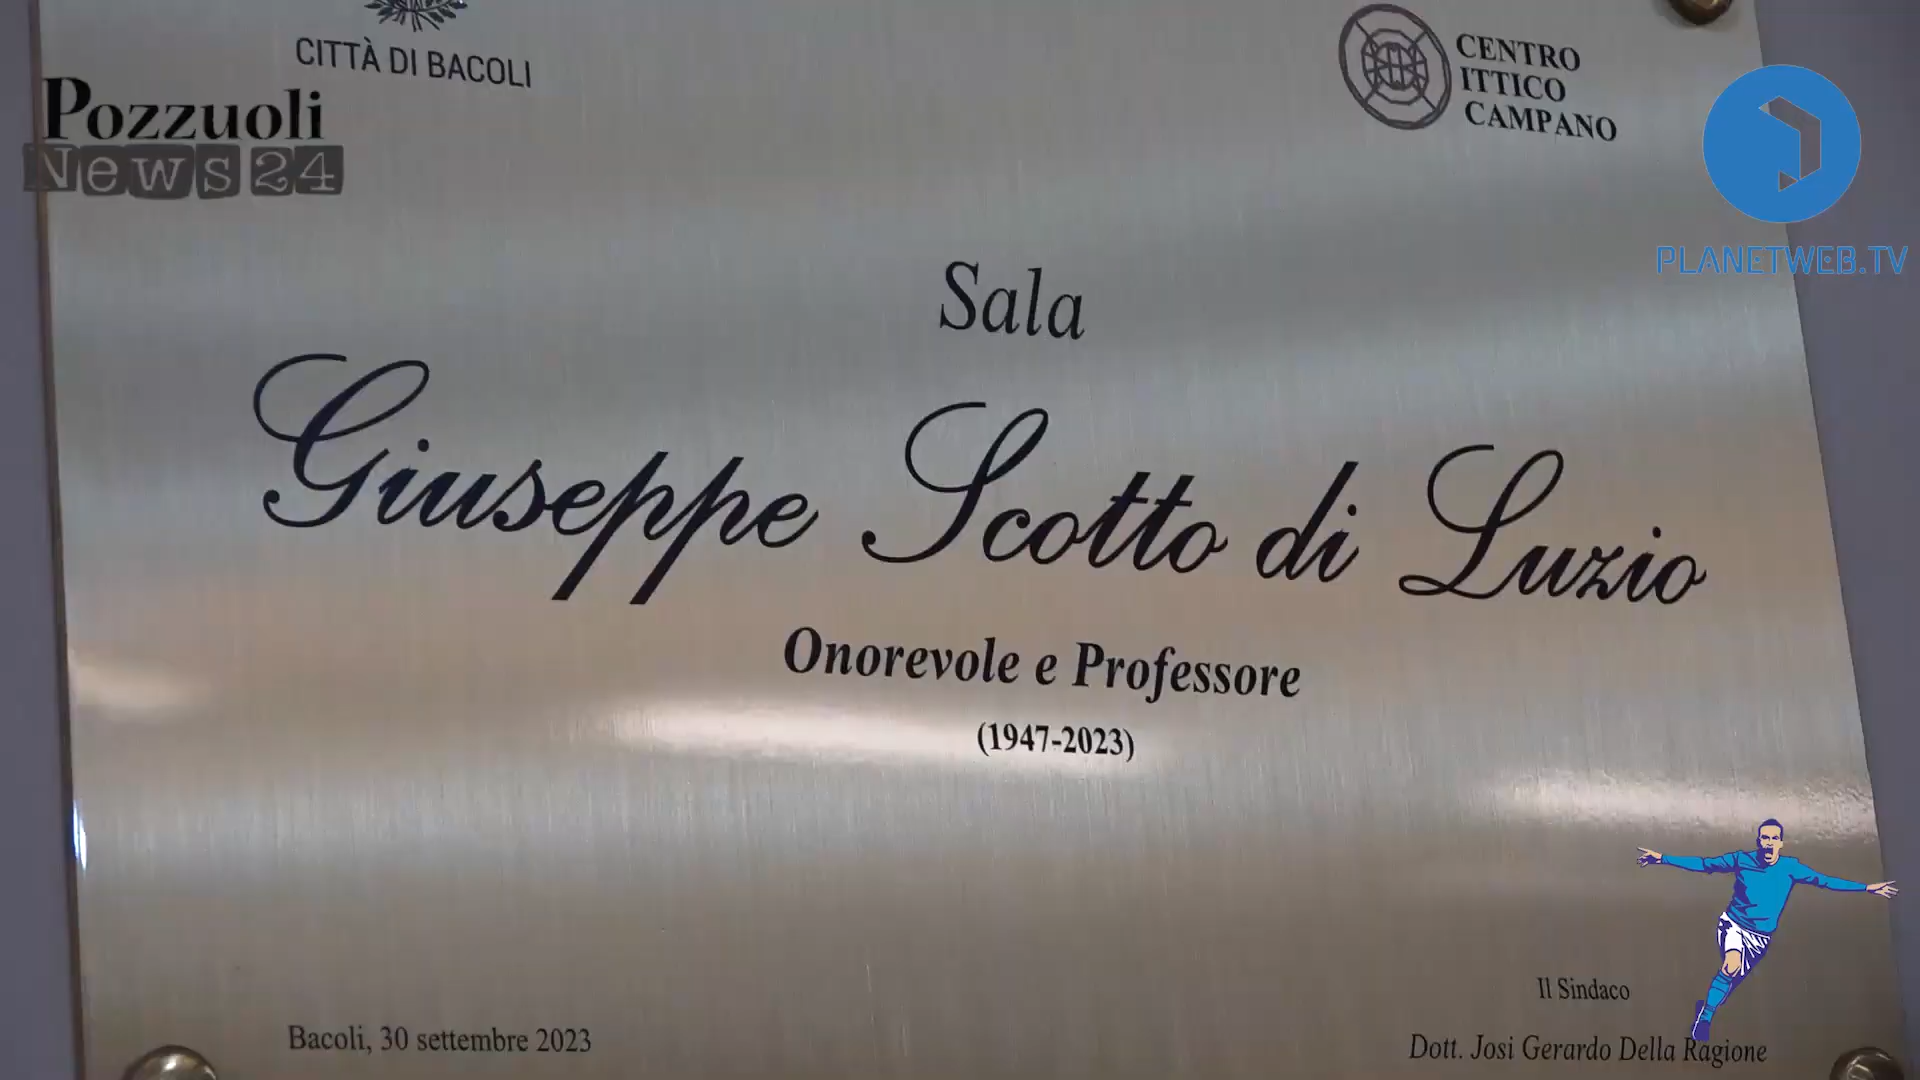 CITTÀ DI BACOLI
CENTRO
ITTICO
CAMPANO
Pozzuoli
News24
PLANETWEB.TV
Sala
Giuseppe Scotto di Luzio
Onorevole e Professore
(1947-2023)
Il Sindaco
Bacoli, 30 settembre 2023
Dott. Josi Gerardo Della Ragione